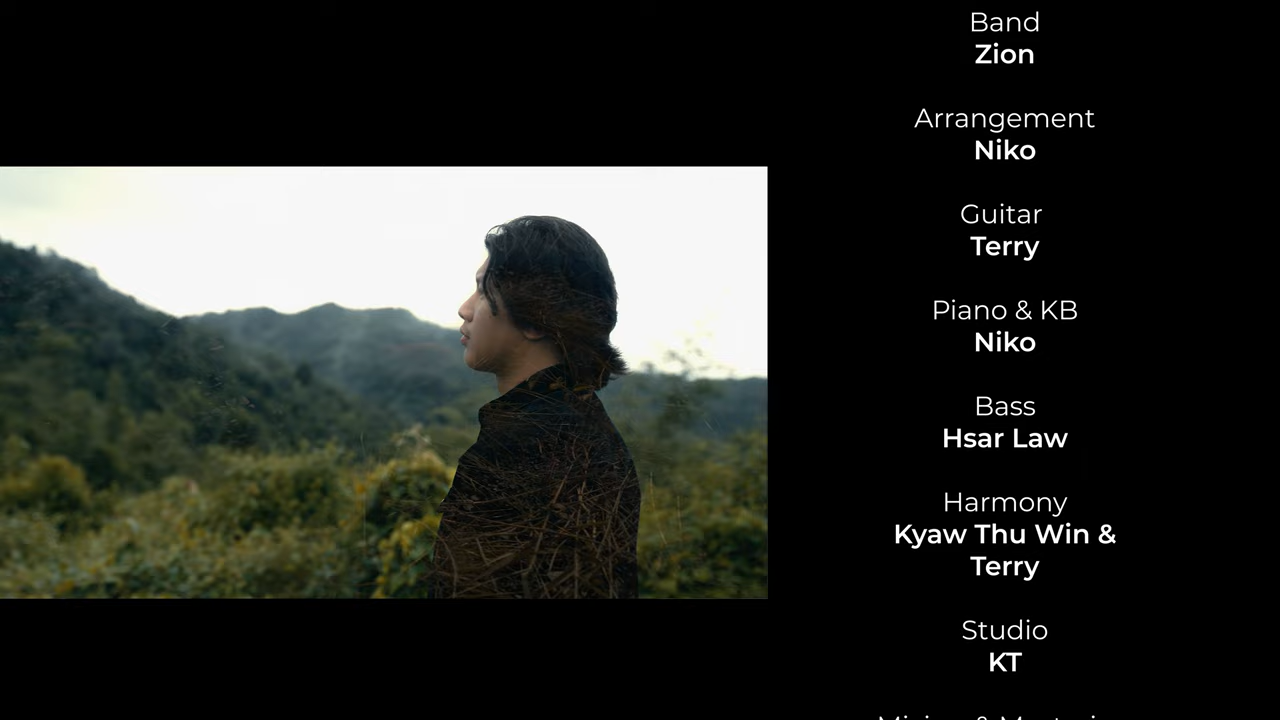 Band
Zion
Arrangement
Niko
Guitar
Terry
Piano & KB
Niko
Bass
Hsar Law
Harmony
Kyaw Thu Win &
Terry
Studio
KT